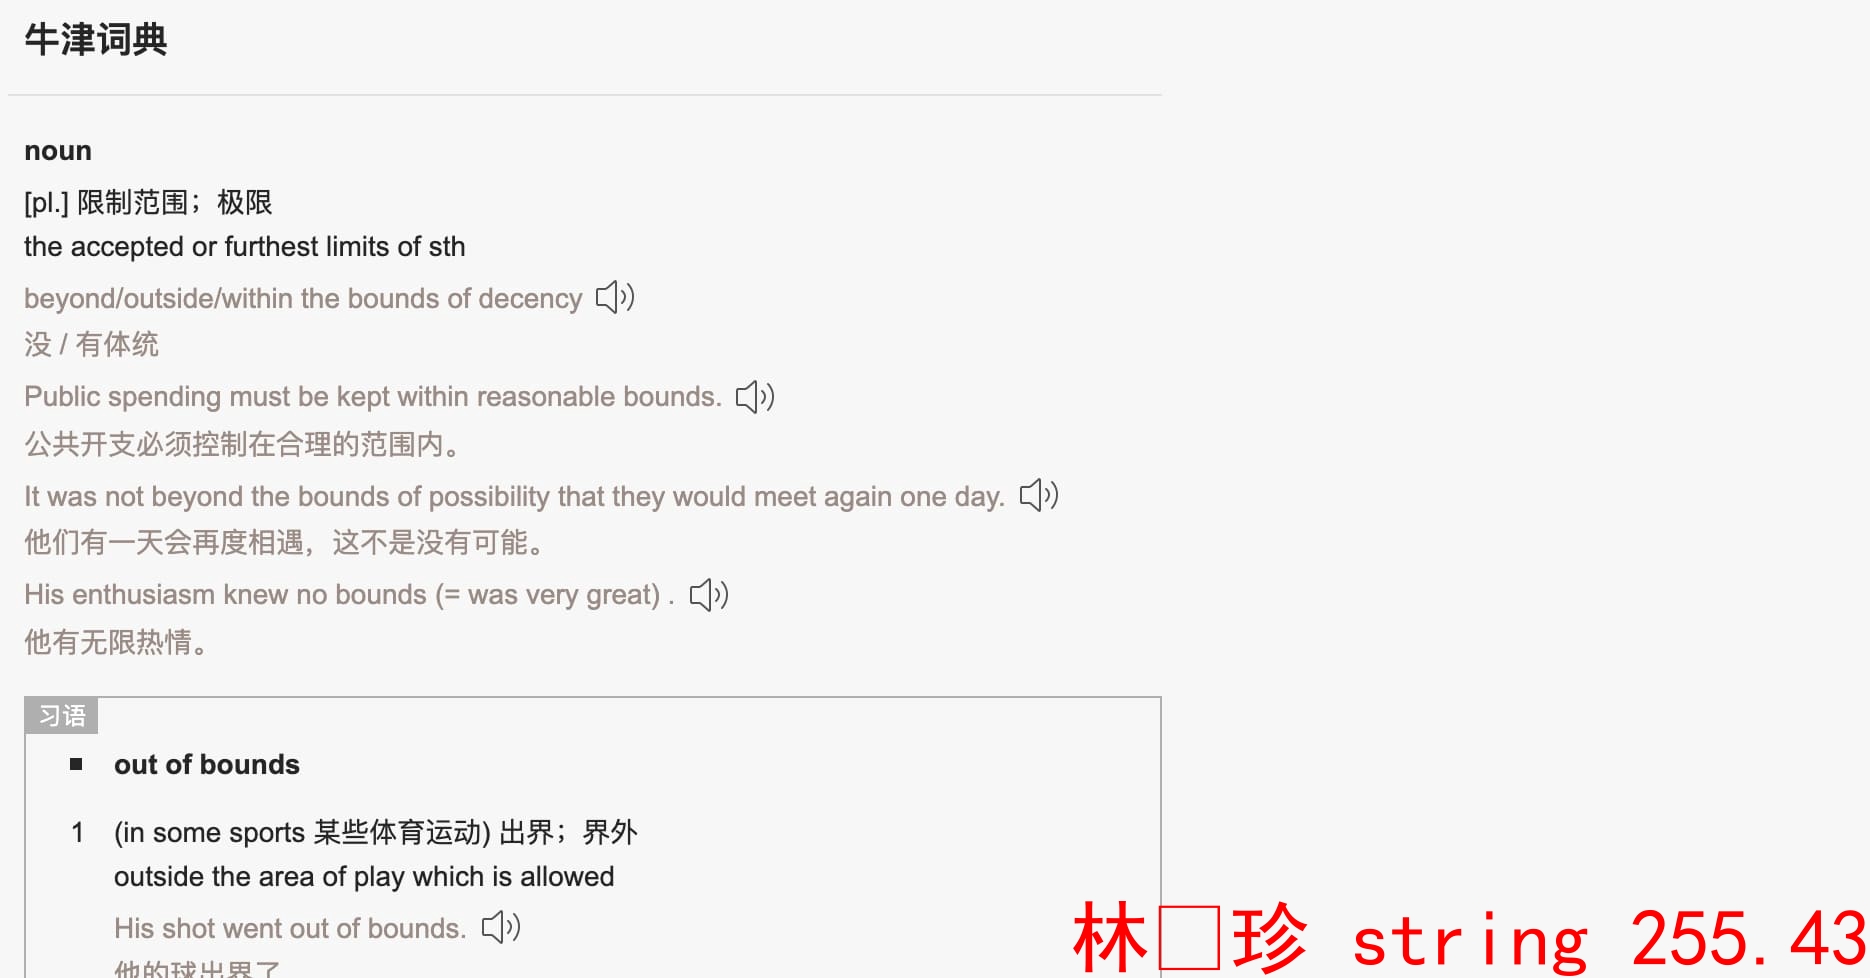 牛津词典
noun
[pl.] 限制范围；极限
the accepted or furthest limits of sth
beyond/outside/within the bounds of decency
没 / 有体统
Public spending must be kept within reasonable bounds.
公共开支必须控制在合理的范围内。
It was not beyond the bounds of possibility that they would meet again one day.
他们有一天会再度相遇，这不是没有可能。
His enthusiasm knew no bounds (= was very great) .
他有无限热情。
习语
■ out of bounds
1 (in some sports 某些体育运动) 出界；界外
outside the area of play which is allowed
His shot went out of bounds.
他的球出界了
林□珍 string 255.43